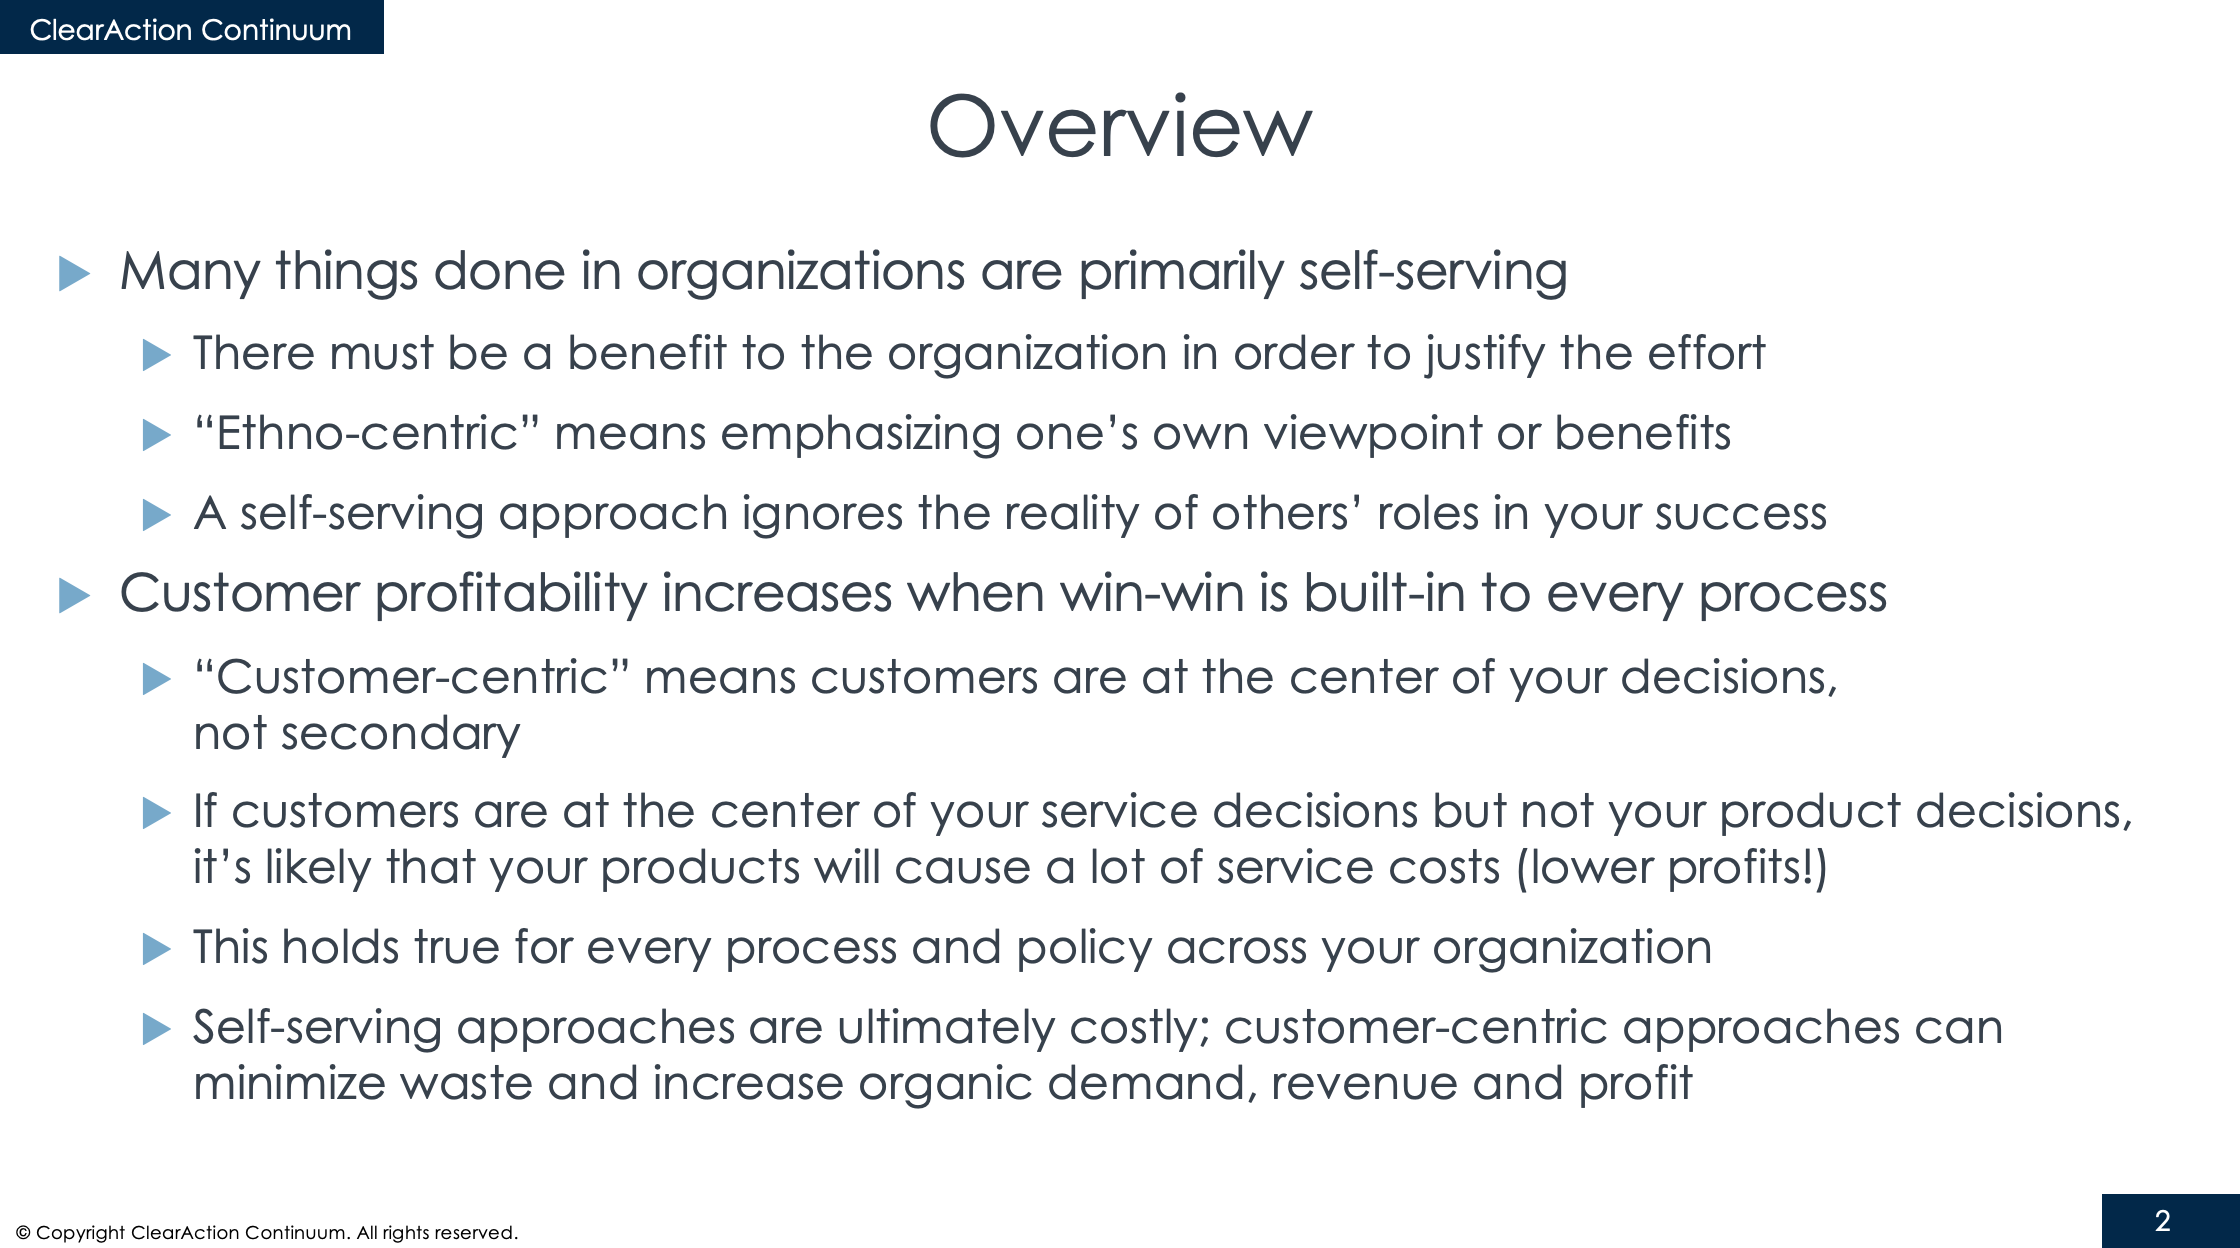 ClearAction Continuum
Overview
Many things done in organizations are primarily self-serving
There must be a benefit to the organization in order to justify the effort
“Ethno-centric” means emphasizing one’s own viewpoint or benefits
A self-serving approach ignores the reality of others’ roles in your success
Customer profitability increases when win-win is built-in to every process
“Customer-centric” means customers are at the center of your decisions,
not secondary
If customers are at the center of your service decisions but not your product decisions,
it’s likely that your products will cause a lot of service costs (lower profits!)
This holds true for every process and policy across your organization
Self-serving approaches are ultimately costly; customer-centric approaches can
minimize waste and increase organic demand, revenue and profit
© Copyright ClearAction Continuum. All rights reserved.
2